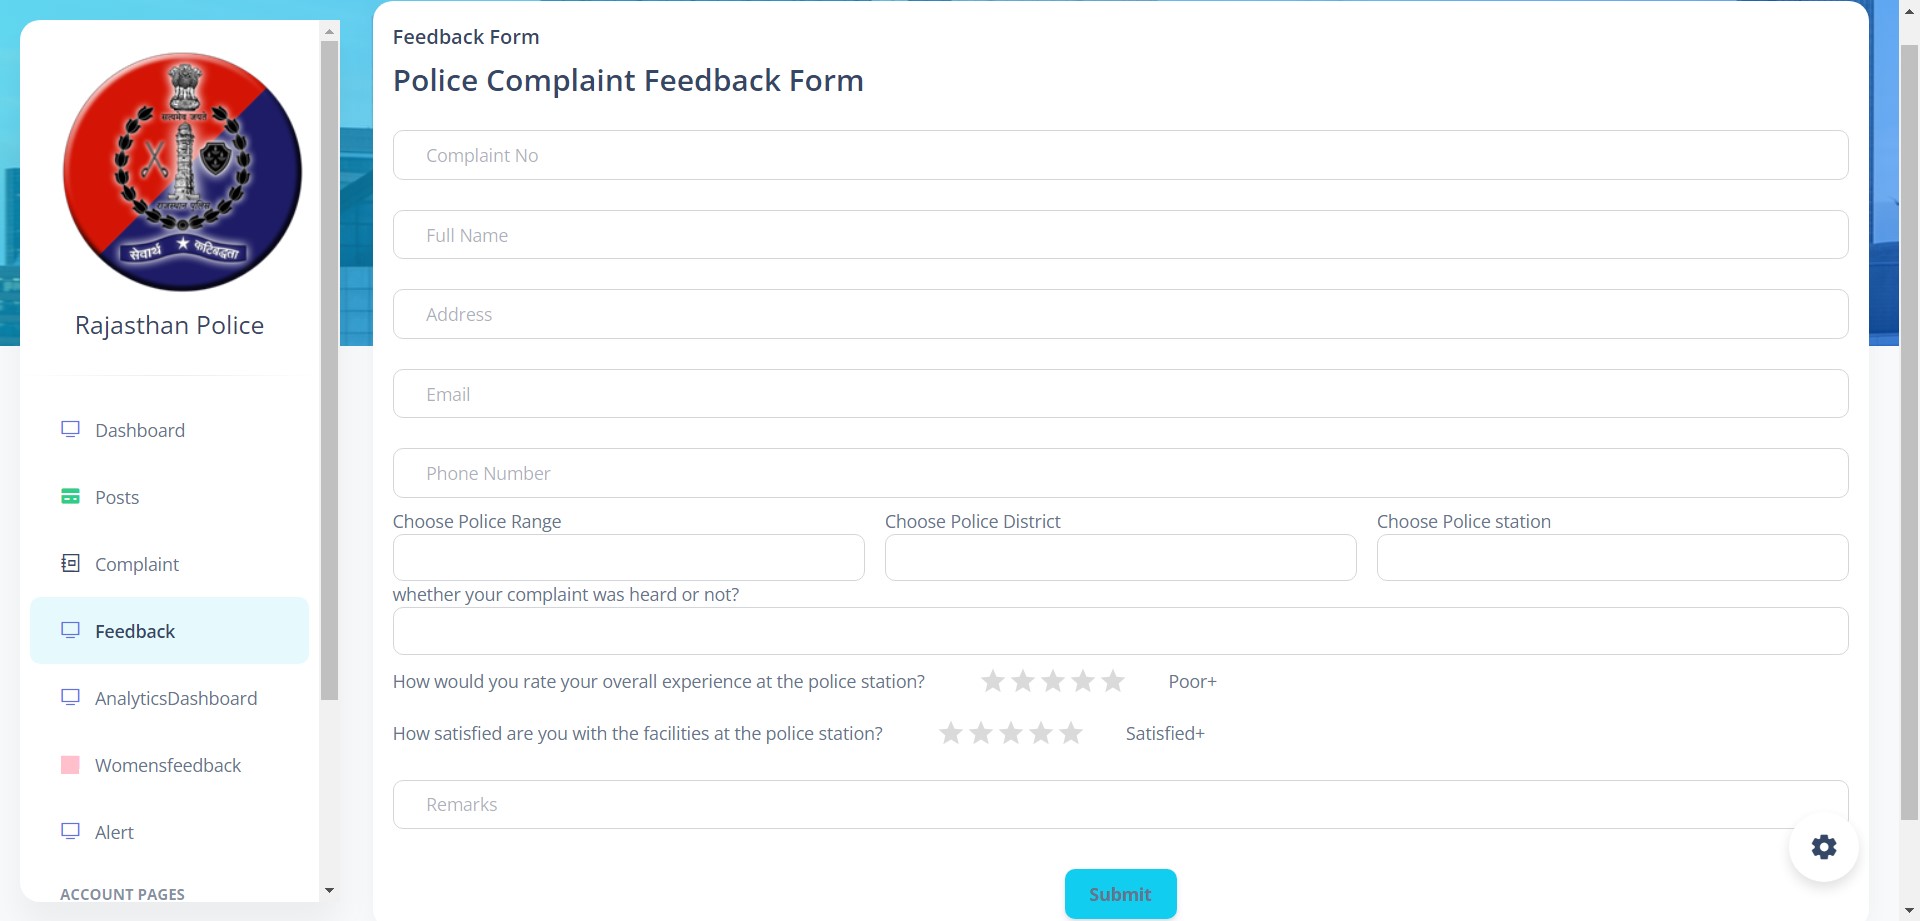 सत्यमेव जयते
राजस्थान पुलिस
सेवार्थ कटिबद्धता
Rajasthan Police
Dashboard
Posts
Complaint
Feedback
AnalyticsDashboard
Womensfeedback
Alert
ACCOUNT PAGES
Feedback Form
Police Complaint Feedback Form
Complaint No
Full Name
Address
Email
Phone Number
Choose Police Range Choose Police District Choose Police station
whether your complaint was heard or not?
How would you rate your overall experience at the police station? Poor+
How satisfied are you with the facilities at the police station? Satisfied+
Remarks
Submit